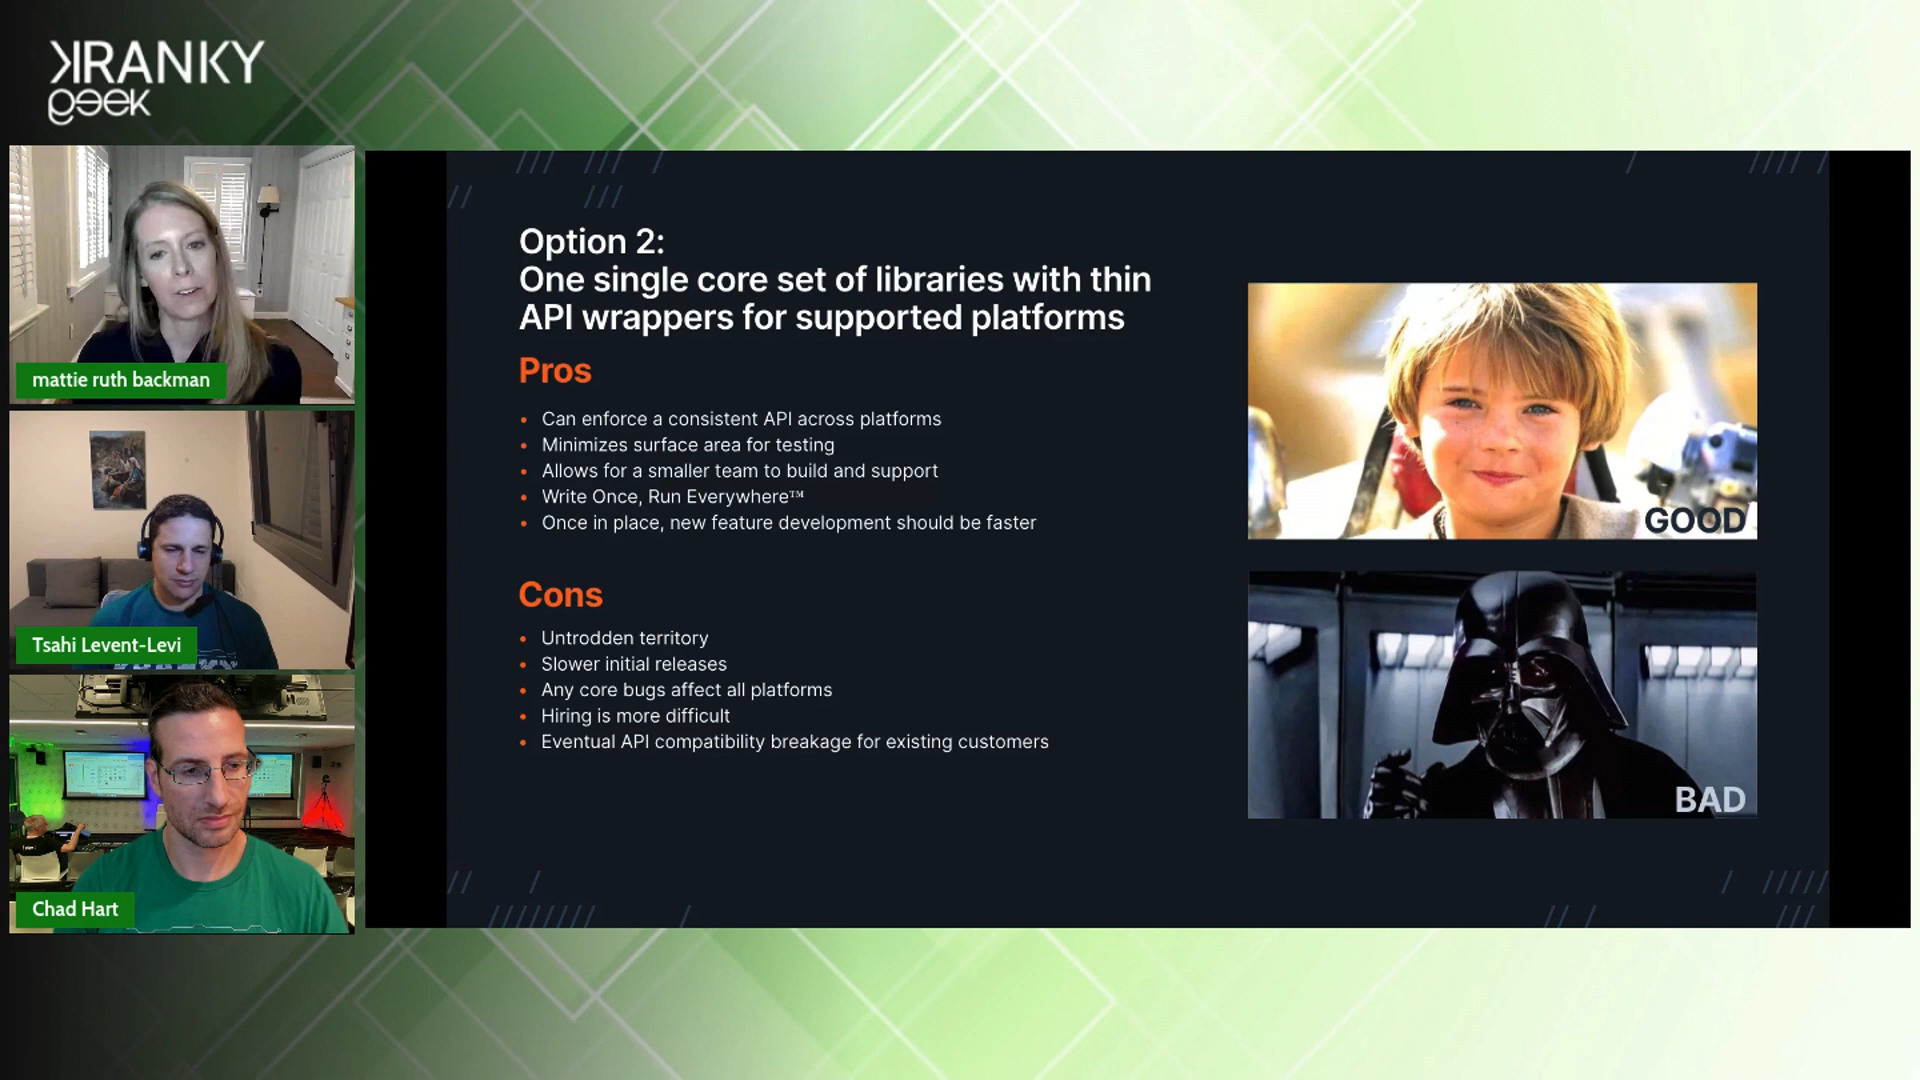 KRANKY
geek
mattie ruth backman
Tsahi Levent-Levi
Chad Hart
Option 2:
One single core set of libraries with thin
API wrappers for supported platforms
Pros
• Can enforce a consistent API across platforms
• Minimizes surface area for testing
• Allows for a smaller team to build and support
• Write Once, Run Everywhere™
• Once in place, new feature development should be faster
Cons
• Untrodden territory
• Slower initial releases
• Any core bugs affect all platforms
• Hiring is more difficult
• Eventual API compatibility breakage for existing customers
GOOD
BAD